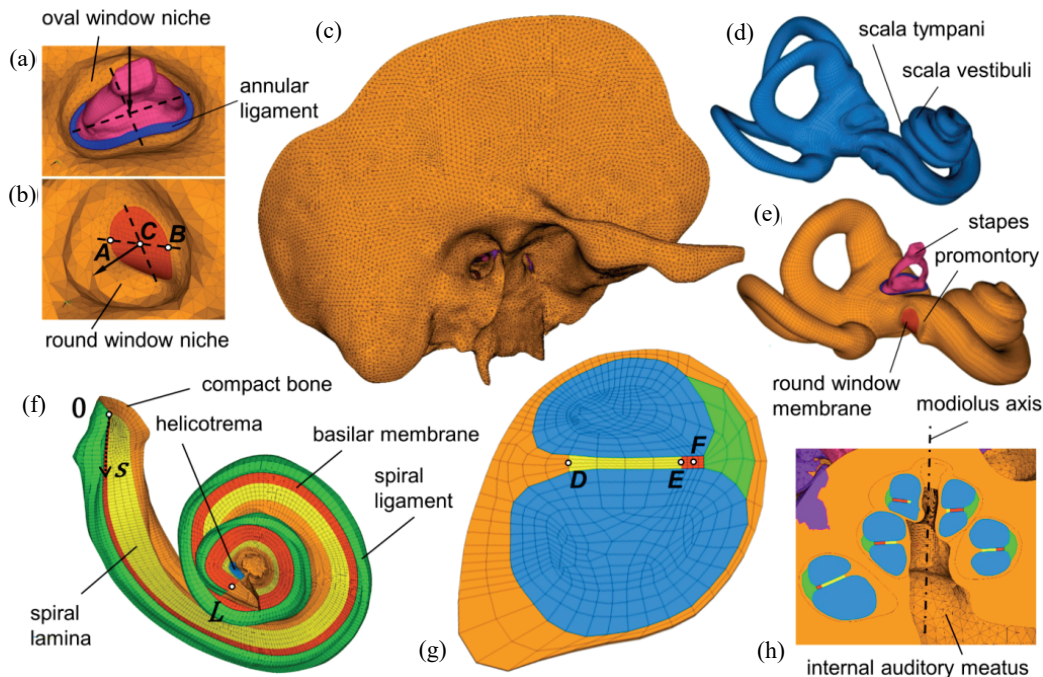 oval window niche
(a)
annular
ligament
(b)
A
C
B
round window niche
(c)
(d)
scala tympani
scala vestibuli
(e)
stapes
promontory
round window
membrane
modiolus axis
(f)
0
S
L
compact bone
helicotrema
basilar membrane
spiral
ligament
spiral
lamina
(g)
D
E
F
(h)
internal auditory meatus